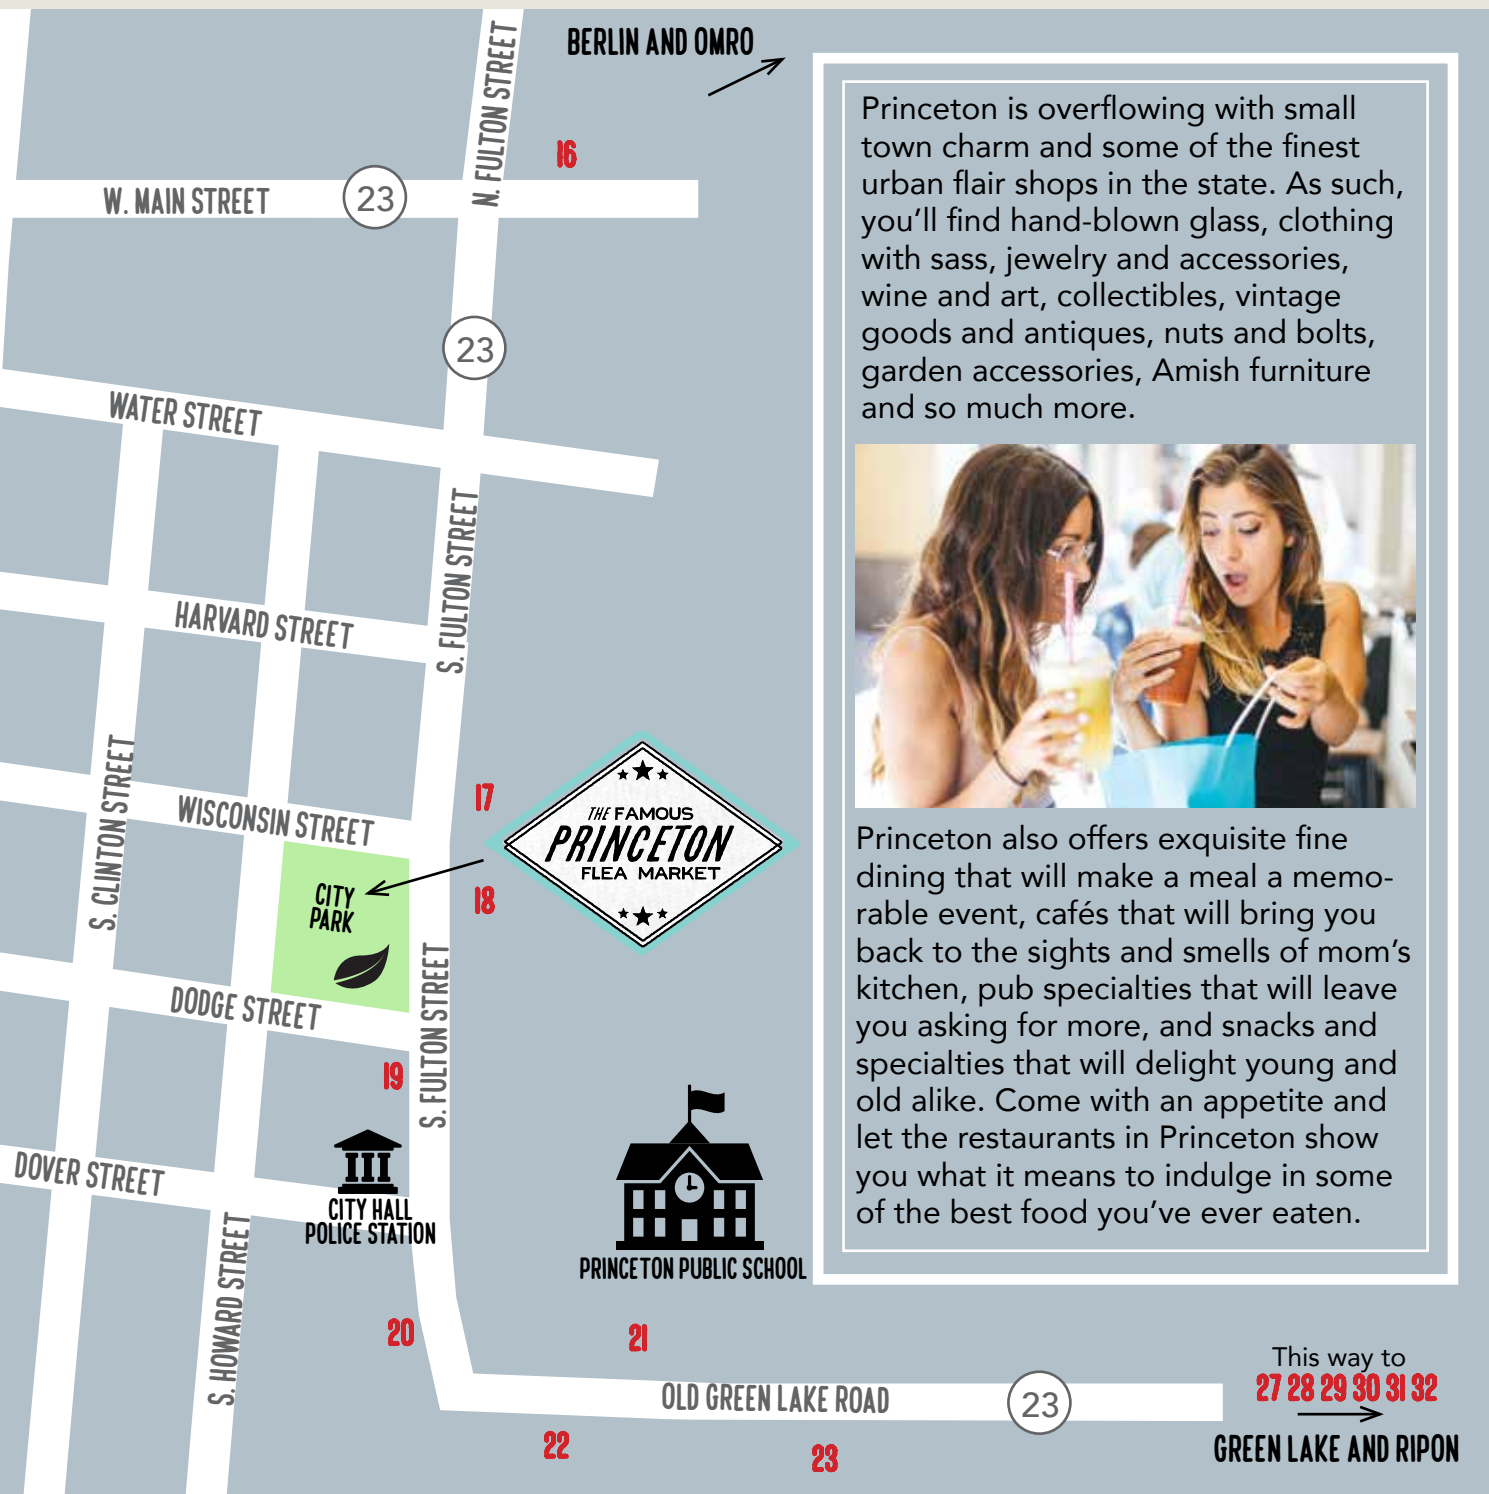 BERLIN AND OMRO
N. FULTON STREET
16
W. MAIN STREET
23
23
WATER STREET
S. FULTON STREET
HARVARD STREET
S. CLINTON STREET
WISCONSIN STREET
17
THE FAMOUS
PRINCETON
FLEA MARKET
CITY
PARK
18
DODGE STREET
S. FULTON STREET
19
DOVER STREET
CITY HALL
POLICE STATION
PRINCETON PUBLIC SCHOOL
S. HOWARD STREET
20
21
OLD GREEN LAKE ROAD
23
22
23
This way to
27 28 29 30 31 32
GREEN LAKE AND RIPON
Princeton is overflowing with small
town charm and some of the finest
urban flair shops in the state. As such,
you'll find hand-blown glass, clothing
with sass, jewelry and accessories,
wine and art, collectibles, vintage
goods and antiques, nuts and bolts,
garden accessories, Amish furniture
and so much more.
Princeton also offers exquisite fine
dining that will make a meal a memo-
rable event, cafés that will bring you
back to the sights and smells of mom's
kitchen, pub specialties that will leave
you asking for more, and snacks and
specialties that will delight young and
old alike. Come with an appetite and
let the restaurants in Princeton show
you what it means to indulge in some
of the best food you've ever eaten.